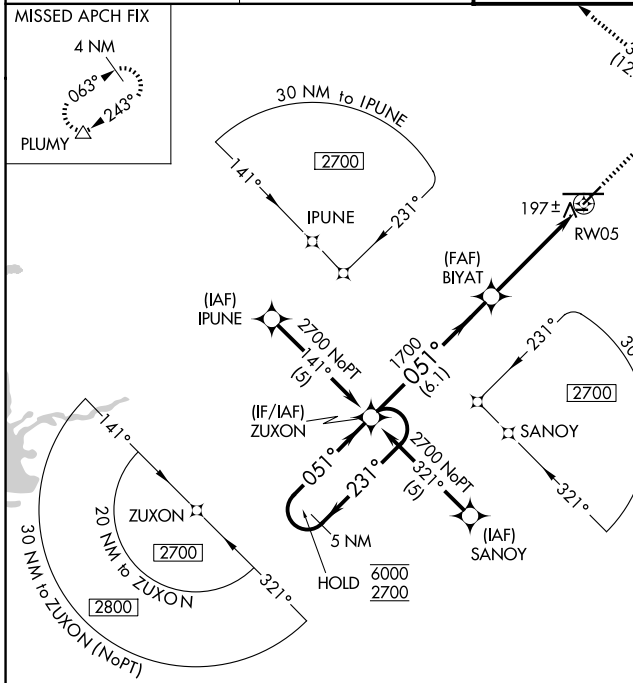 MISSED APCH FIX
4 NM
063°
243°
PLUMY
30 NM to IPUNE
2700
141°
231°
IPUNE
197±
RW05
(FAF)
BIYAT
(IAF)
IPUNE
2700 NoPT
141°
(5)
1700
051°
(6.1)
231°
2700
SANOY
321°
(IF/IAF)
ZUXON
051°
231°
2700 NoPT
321°
(5)
5 NM
(IAF)
SANOY
HOLD
6000
2700
141°
ZUXON
2700
20 NM to ZUXON
321°
2800
30 NM to ZUXON (NoPT)